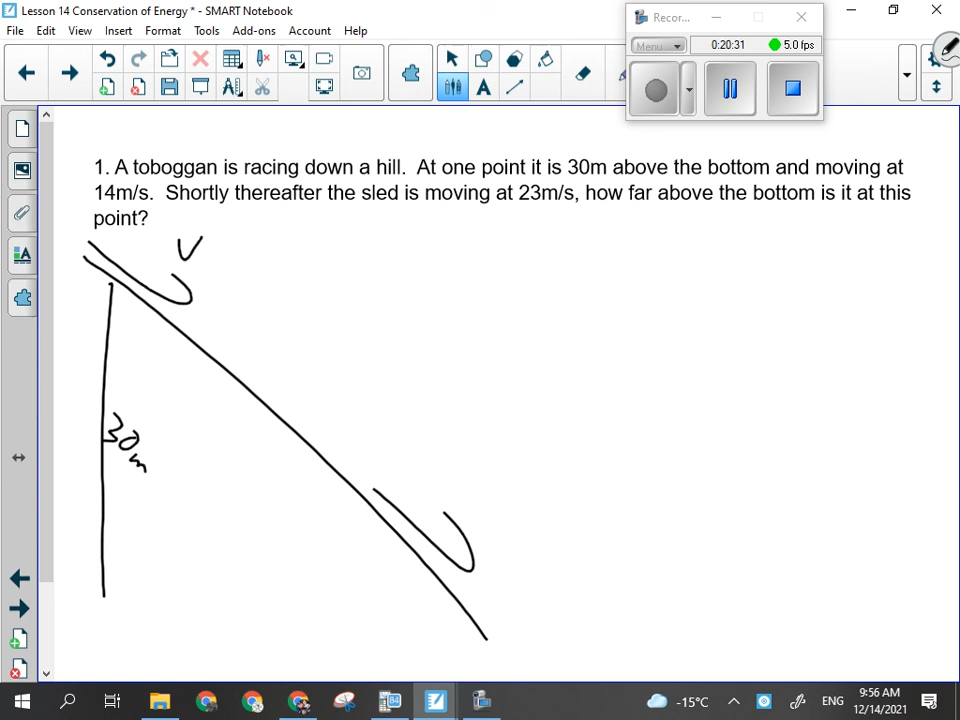 Lesson 14 Conservation of Energy * - SMART Notebook
Recor...
File Edit View Insert Format Tools Add-ons Account Help
Menu
0:20:31
5.0 fps
1. A toboggan is racing down a hill. At one point it is 30m above the bottom and moving at
14m/s. Shortly thereafter the sled is moving at 23m/s, how far above the bottom is it at this
point?
V
30m
-15°C
ENG
9:56 AM
12/14/2021